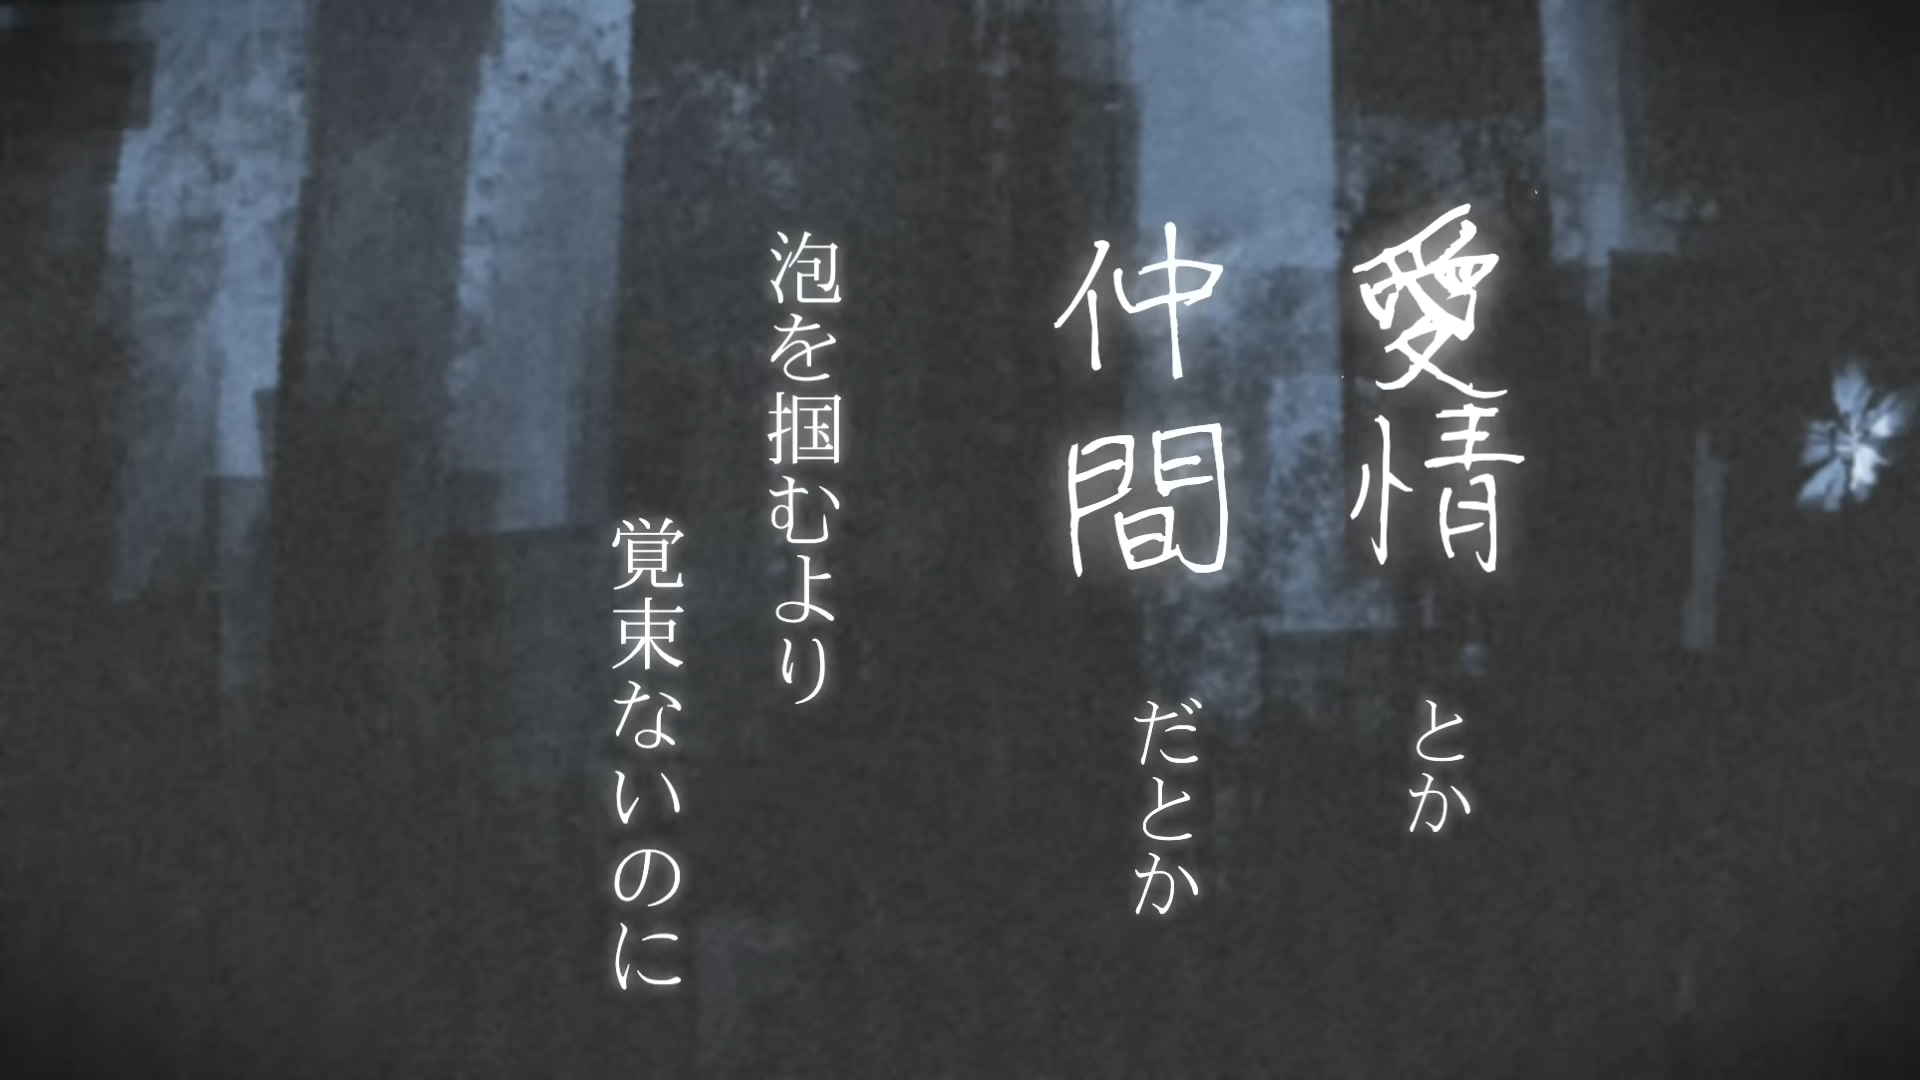 愛情とか
仲間だとか
泡を掴むより
覚束ないのに